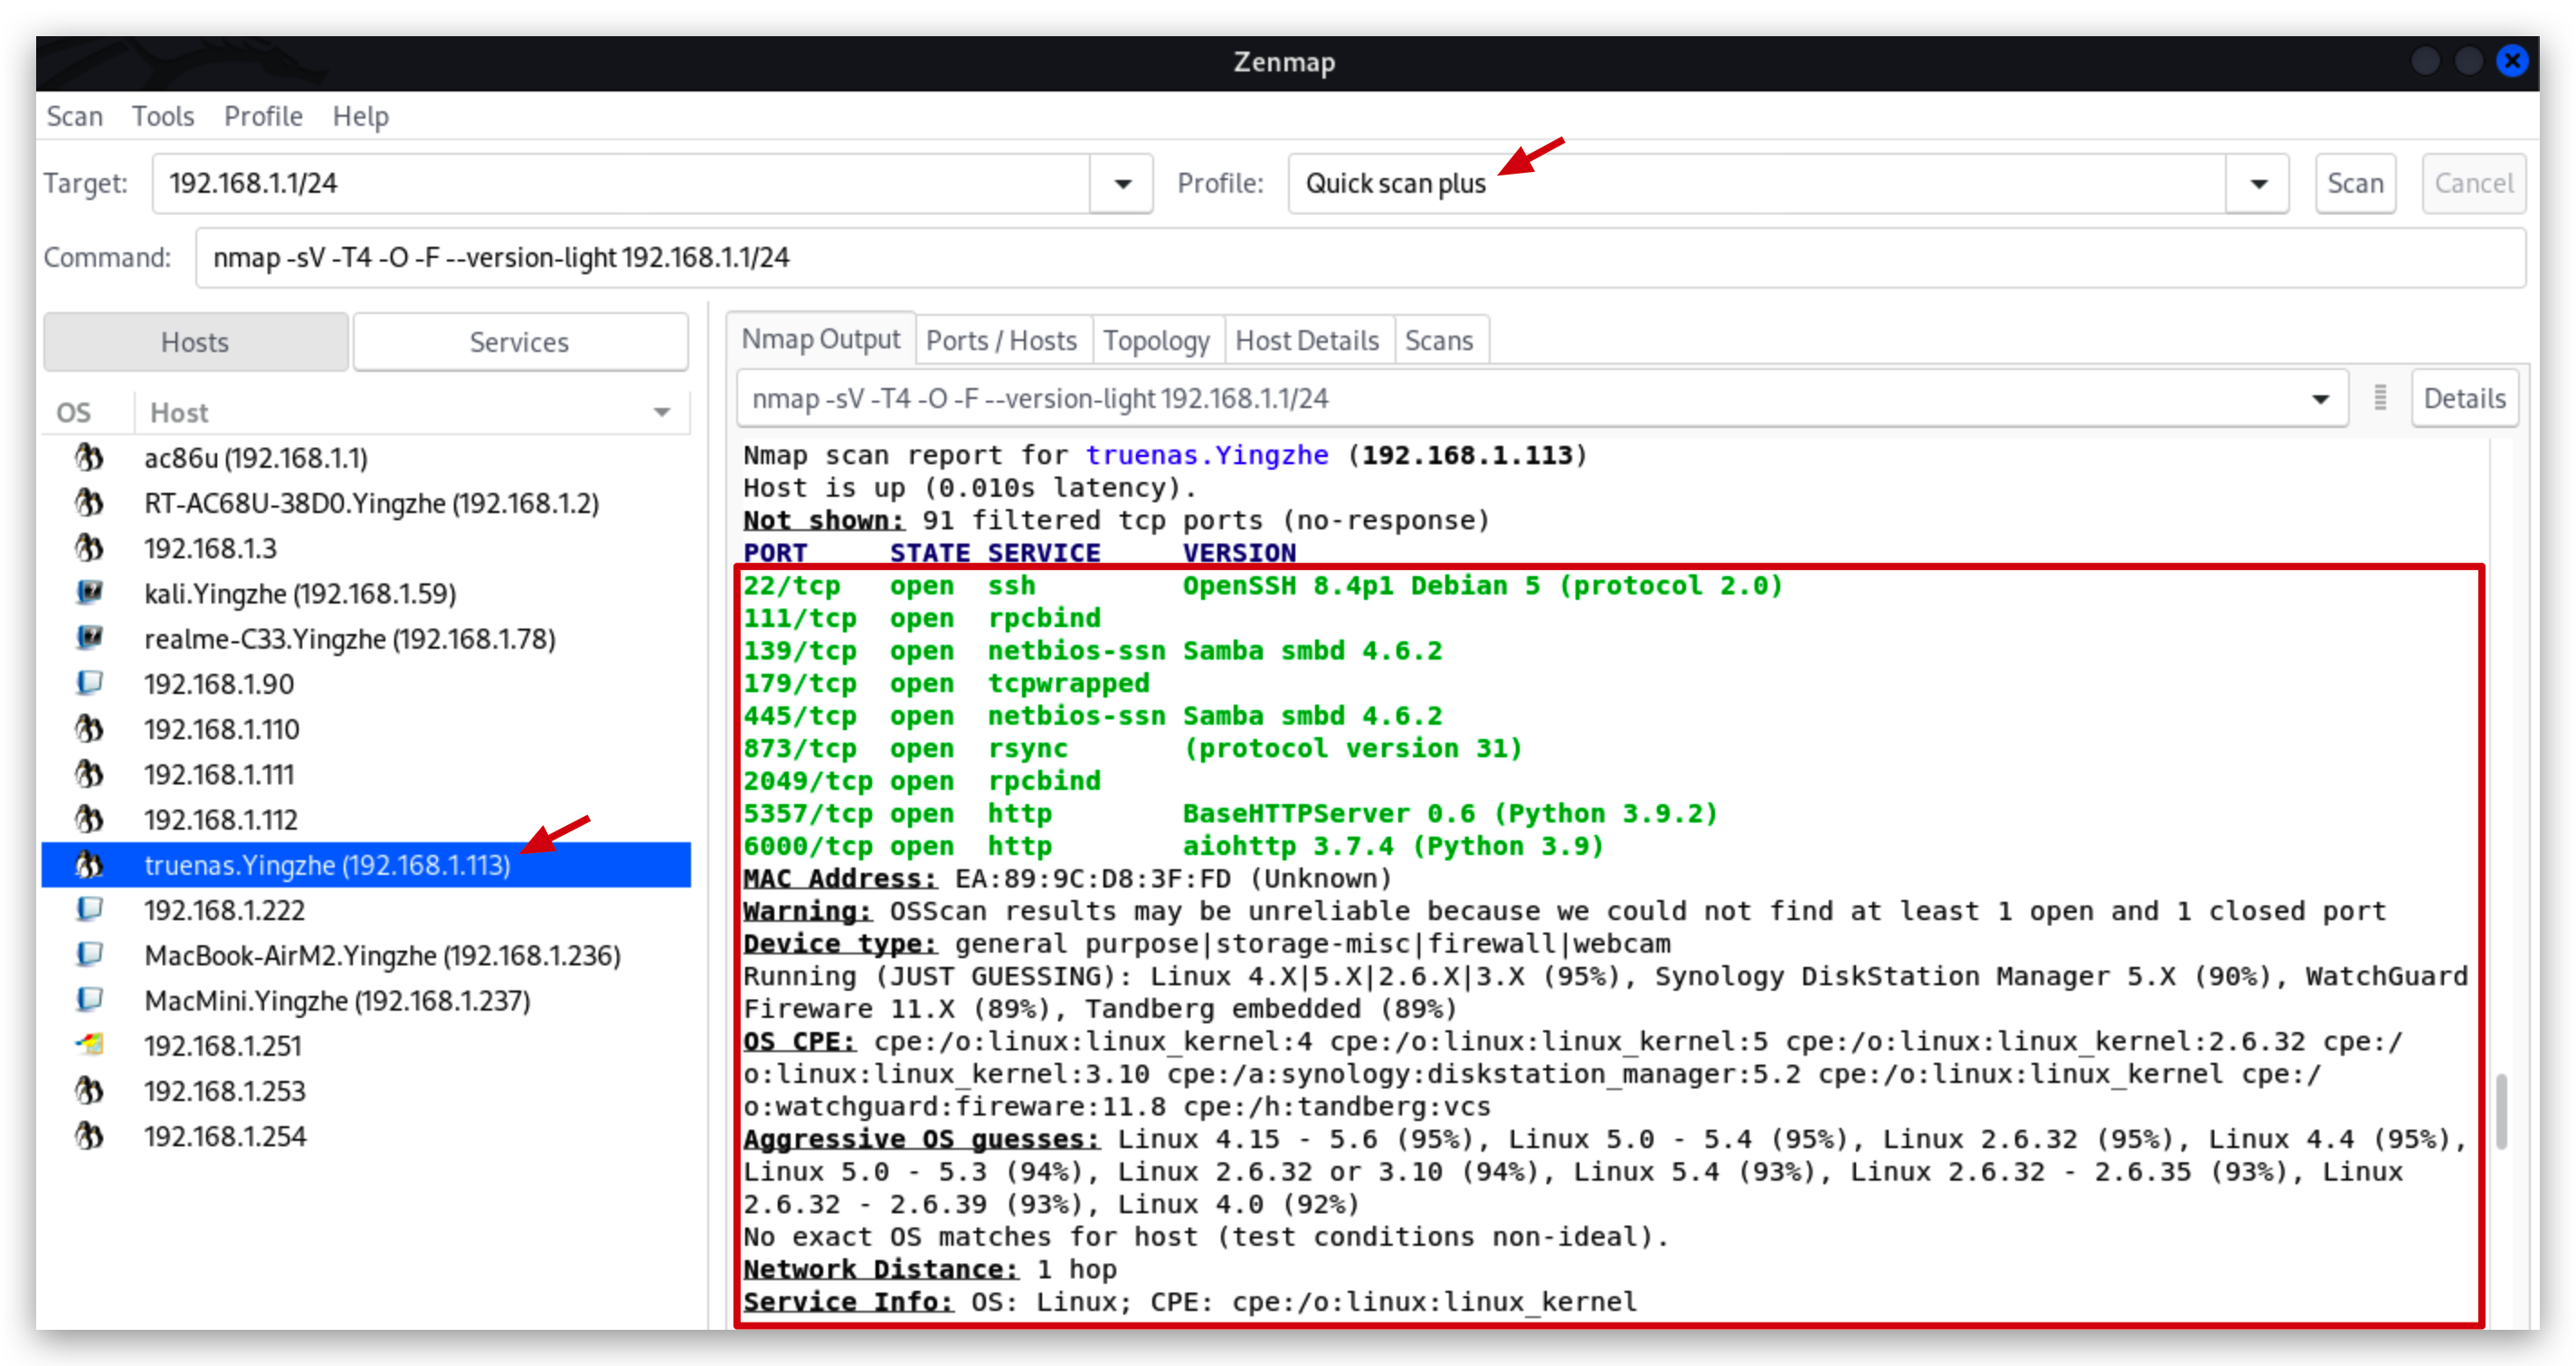 Zenmap
Scan Tools Profile Help
Target: 192.168.1.1/24 Profile: Quick scan plus Scan Cancel
Command: nmap -sV -T4 -O -F --version-light 192.168.1.1/24
Hosts Services
OS Host
ac86u (192.168.1.1)
RT-AC68U-38D0.Yingzhe (192.168.1.2)
192.168.1.3
kali.Yingzhe (192.168.1.59)
realme-C33.Yingzhe (192.168.1.78)
192.168.1.90
192.168.1.110
192.168.1.111
192.168.1.112
truenas.Yingzhe (192.168.1.113)
192.168.1.222
MacBook-AirM2.Yingzhe (192.168.1.236)
MacMini.Yingzhe (192.168.1.237)
192.168.1.251
192.168.1.253
192.168.1.254
Nmap Output Ports / Hosts Topology Host Details Scans
nmap -sV -T4 -O -F --version-light 192.168.1.1/24 Details
Nmap scan report for truenas.Yingzhe (192.168.1.113)
Host is up (0.010s latency).
Not shown: 91 filtered tcp ports (no-response)
PORT STATE SERVICE VERSION
22/tcp open ssh OpenSSH 8.4p1 Debian 5 (protocol 2.0)
111/tcp open rpcbind
139/tcp open netbios-ssn Samba smbd 4.6.2
179/tcp open tcpwrapped
445/tcp open netbios-ssn Samba smbd 4.6.2
873/tcp open rsync (protocol version 31)
2049/tcp open rpcbind
5357/tcp open http BaseHTTPServer 0.6 (Python 3.9.2)
6000/tcp open http aiohttp 3.7.4 (Python 3.9)
MAC Address: EA:89:9C:D8:3F:FD (Unknown)
Warning: OSScan results may be unreliable because we could not find at least 1 open and 1 closed port
Device type: general purpose|storage-misc|firewall|webcam
Running (JUST GUESSING): Linux 4.X|5.X|2.6.X|3.X (95%), Synology DiskStation Manager 5.X (90%), WatchGuard
Fireware 11.X (89%), Tandberg embedded (89%)
OS CPE: cpe:/o:linux:linux_kernel:4 cpe:/o:linux:linux_kernel:5 cpe:/o:linux:linux_kernel:2.6.32 cpe:/
o:linux:linux_kernel:3.10 cpe:/a:synology:diskstation_manager:5.2 cpe:/o:linux:linux_kernel cpe:/
o:watchguard:fireware:11.8 cpe:/h:tandberg:vcs
Aggressive OS guesses: Linux 4.15 - 5.6 (95%), Linux 5.0 - 5.4 (95%), Linux 2.6.32 (95%), Linux 4.4 (95%),
Linux 5.0 - 5.3 (94%), Linux 2.6.32 or 3.10 (94%), Linux 5.4 (93%), Linux 2.6.32 - 2.6.35 (93%), Linux
2.6.32 - 2.6.39 (93%), Linux 4.0 (92%)
No exact OS matches for host (test conditions non-ideal).
Network Distance: 1 hop
Service Info: OS: Linux; CPE: cpe:/o:linux:linux_kernel